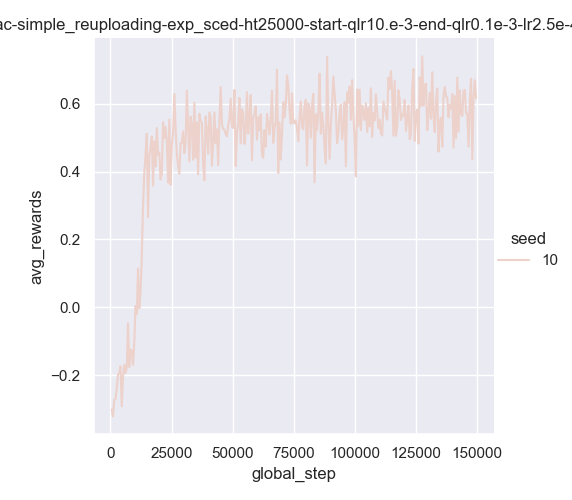 ac-simple_reuploading-exp_sced-ht25000-start-qlr10.e-3-end-qlr0.1e-3-lr2.5e-4
avg_rewards
0.6
0.4
0.2
0.0
−0.2
0 25000 50000 75000 100000 125000 150000
global_step
seed
10